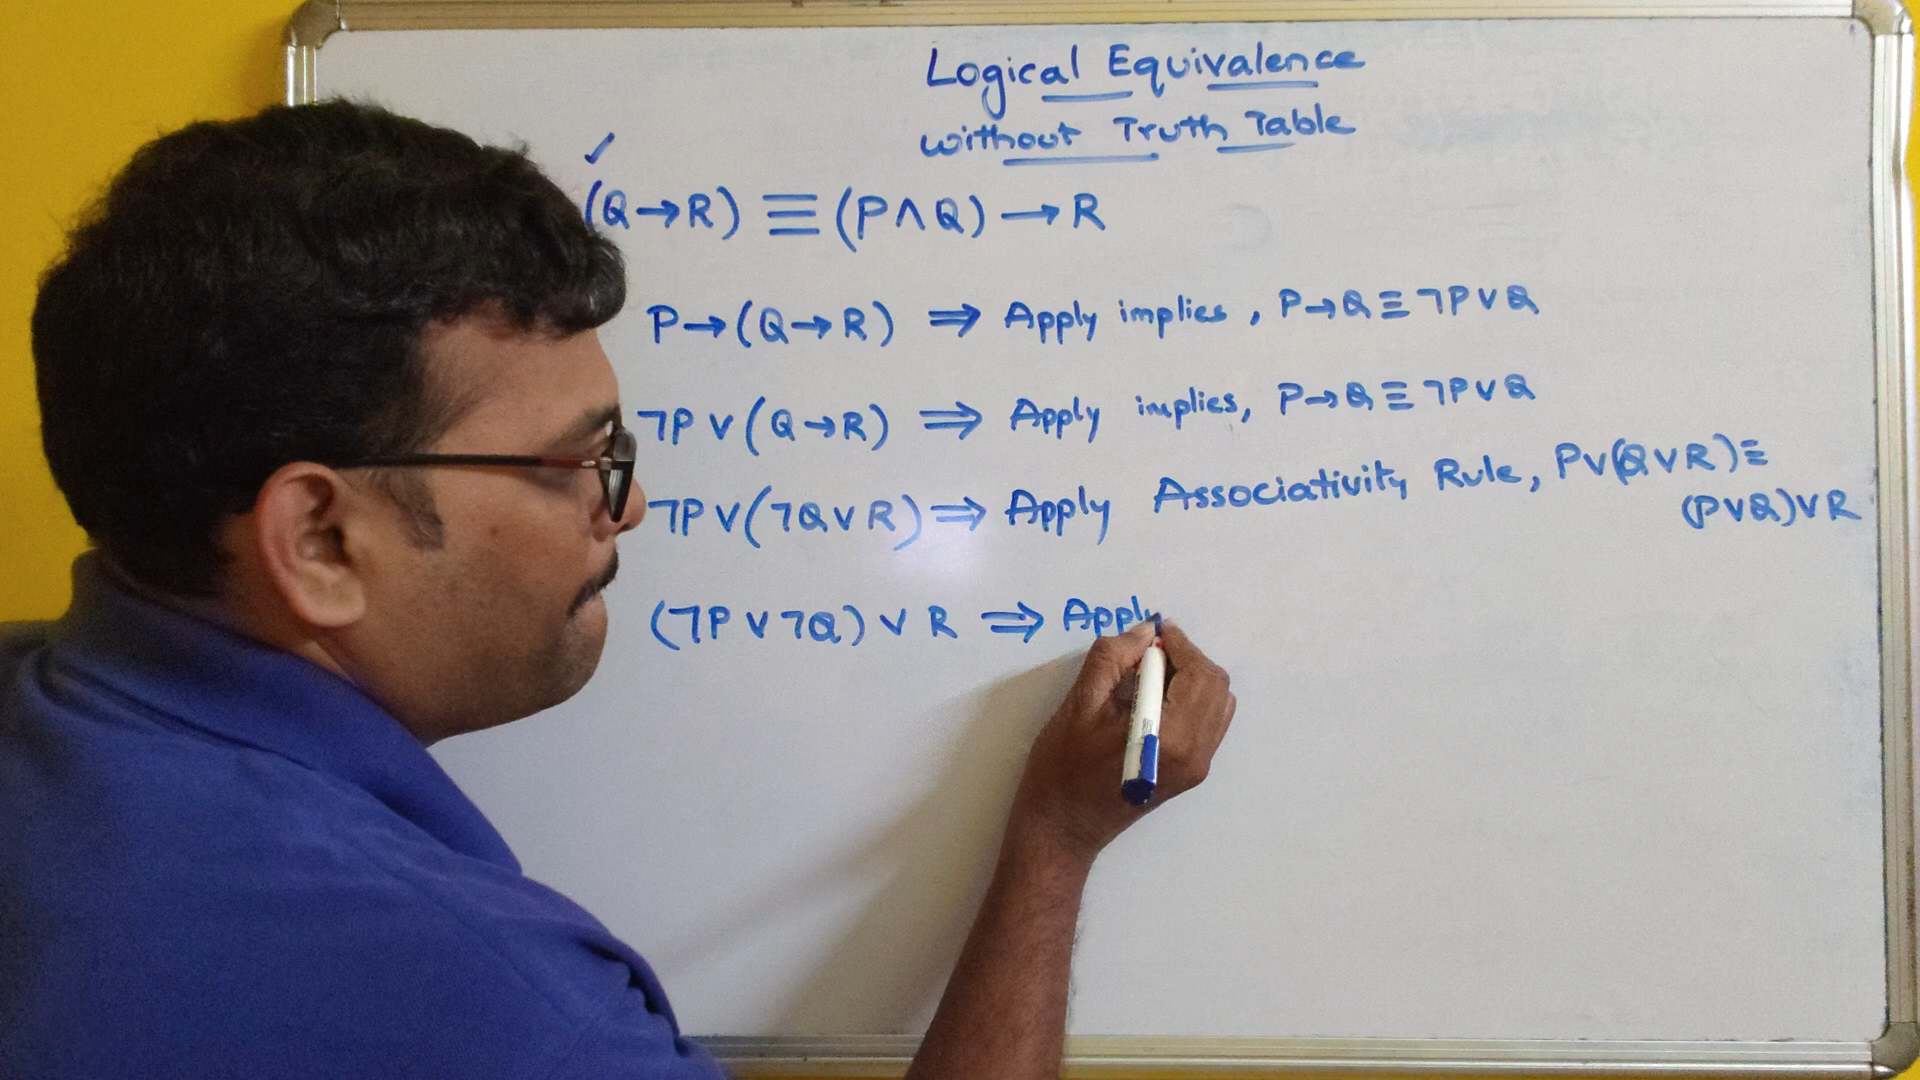 Logical Equivalence
without Truth Table
(Q→R) ≡ (P∧Q) → R
P→(Q→R) ⇒ Apply implies, P→Q ≡ ¬P∨Q
¬P∨(Q→R) ⇒ Apply implies, P→Q ≡ ¬P∨Q
¬P∨(¬Q∨R) ⇒ Apply Associativity Rule, P∨(Q∨R) ≡
(P∨Q)∨R
(¬P∨¬Q)∨R ⇒ Apply